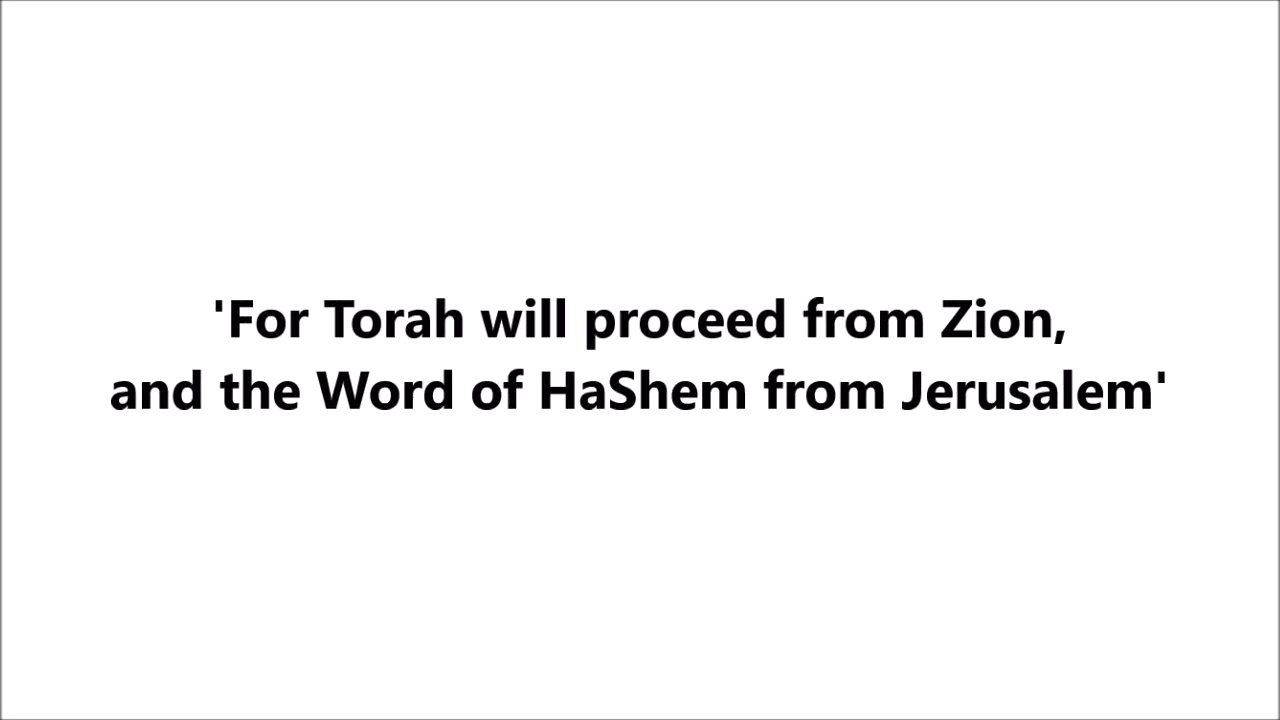 'For Torah will proceed from Zion,
and the Word of HaShem from Jerusalem'